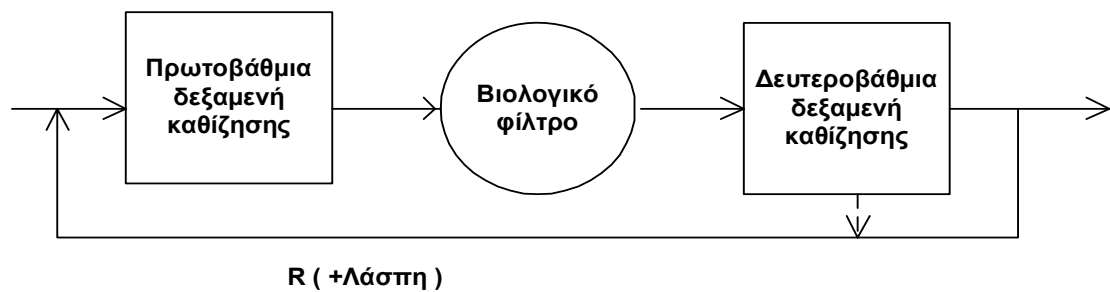 Πρωτοβάθμια
δεξαμενή
καθίζησης
Βιολογικό
φίλτρο
Δευτεροβάθμια
δεξαμενή
καθίζησης
R ( +Λάσπη )